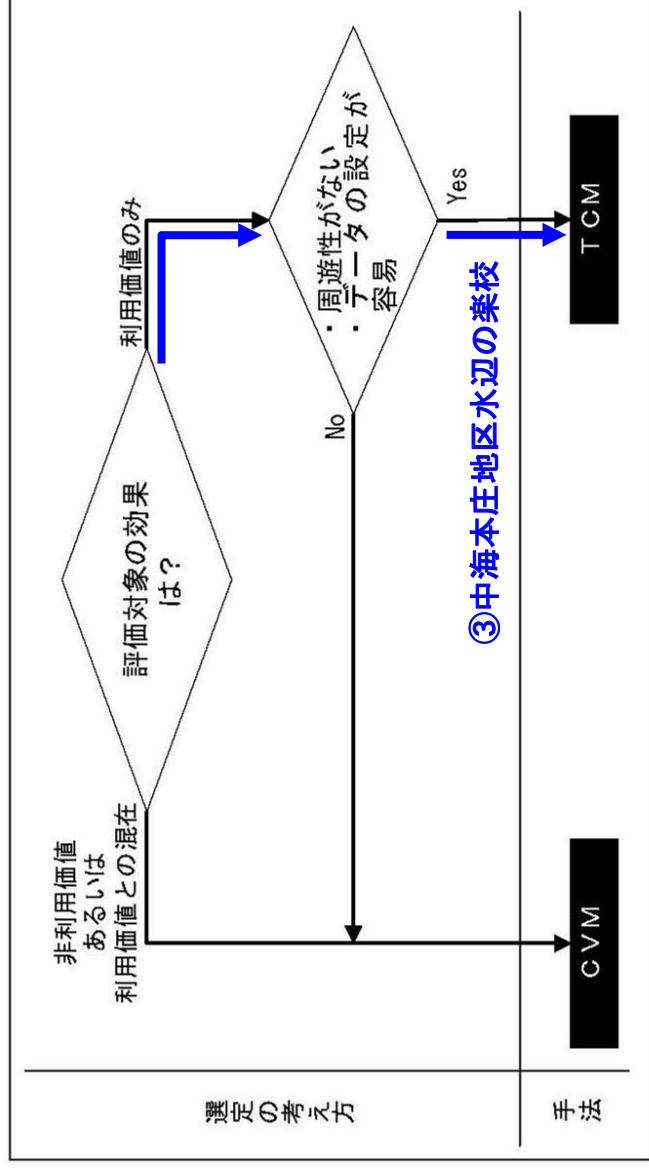 選定の考え方
手法
非利用価値
あるいは
利用価値との混在
評価対象の効果
は？
利用価値のみ
・周遊性がない
・データの設定が
容易
No
Yes
③中海本庄地区水辺の楽校
CVM
TCM